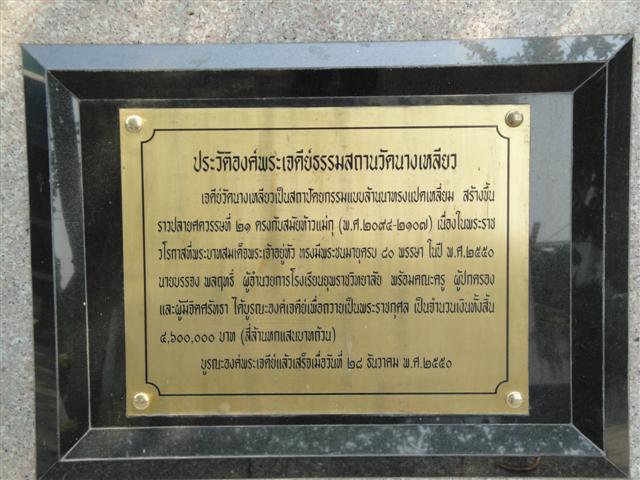 ประวัติองค์พระเจดีย์ธรรมสถานวัดนางเหลียว
เจดีย์วัดนางเหลียวเป็นสถาปัตยกรรมแบบล้านนาทรงแปดเหลี่ยม สร้างขึ้น
ราวปลายศตวรรษที่ ๒๑ ตรงกับสมัยท้าวแม่กุ (พ.ศ.๒๐๙๔-๒๑๐๗) เนื่องในพระราช
วโรกาสที่พระบาทสมเด็จพระเจ้าอยู่หัว ทรงมีพระชนมายุครบ ๘๐ พรรษา ในปี พ.ศ.๒๕๕๐
นายบรรจง พลฤทธิ์ ผู้อำนวยการโรงเรียนยุพราชวิทยาลัย พร้อมคณะครู ผู้ปกครอง
และผู้มีจิตศรัทธา ได้บูรณะองค์เจดีย์เพื่อถวายเป็นพระราชกุศล เป็นจำนวนเงินทั้งสิ้น
๔,๖๐๐,๐๐๐ บาท (สี่ล้านหกแสนบาทถ้วน)
บูรณะองค์พระเจดีย์แล้วเสร็จเมื่อวันที่ ๒๘ ธันวาคม พ.ศ.๒๕๕๐